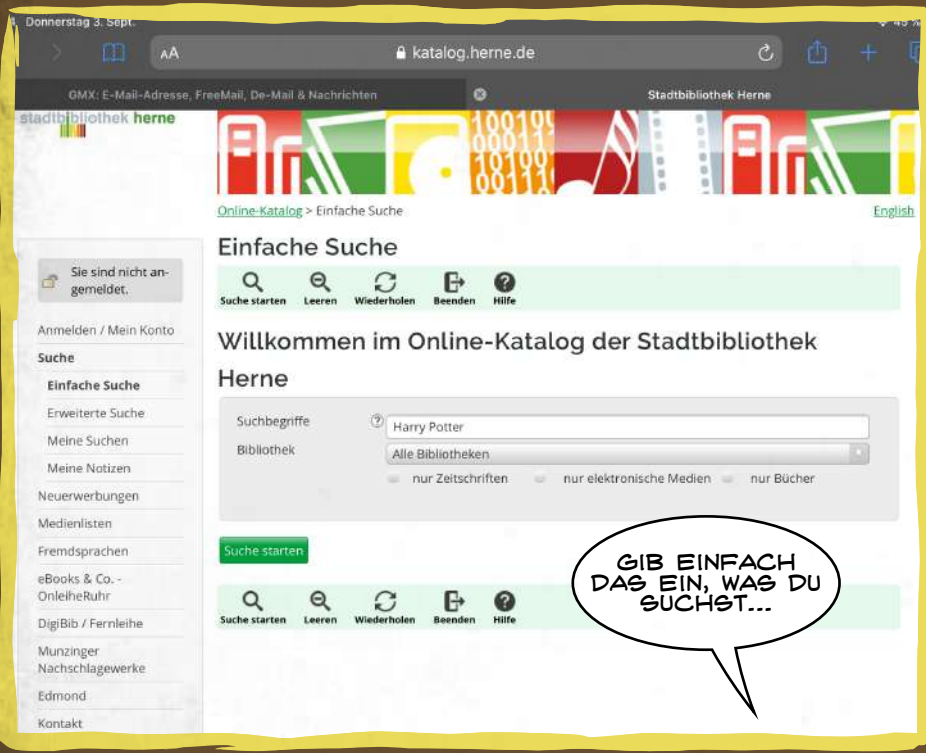 Donnerstag 3. Sept.
AA
katalog.herne.de
GMX: E-Mail-Adresse, FreeMail, De-Mail & Nachrichten
Stadtbibliothek Herne
stadtbibliothek herne
Online-Katalog > Einfache Suche
English
Sie sind nicht an-
gemeldet.
Anmelden / Mein Konto
Suche
Einfache Suche
Erweiterte Suche
Meine Suchen
Meine Notizen
Neuerwerbungen
Medienlisten
Fremdsprachen
eBooks & Co. -
OnleiheRuhr
DigiBib / Fernleihe
Munzinger
Nachschlagewerke
Edmond
Kontakt
Einfache Suche
Suche starten Leeren Wiederholen Beenden Hilfe
Willkommen im Online-Katalog der Stadtbibliothek
Herne
Suchbegriffe
Harry Potter
Bibliothek
Alle Bibliotheken
nur Zeitschriften nur elektronische Medien nur Bücher
Suche starten
Suche starten Leeren Wiederholen Beenden Hilfe
GIB EINFACH
DAS EIN, WAS DU
SUCHST...